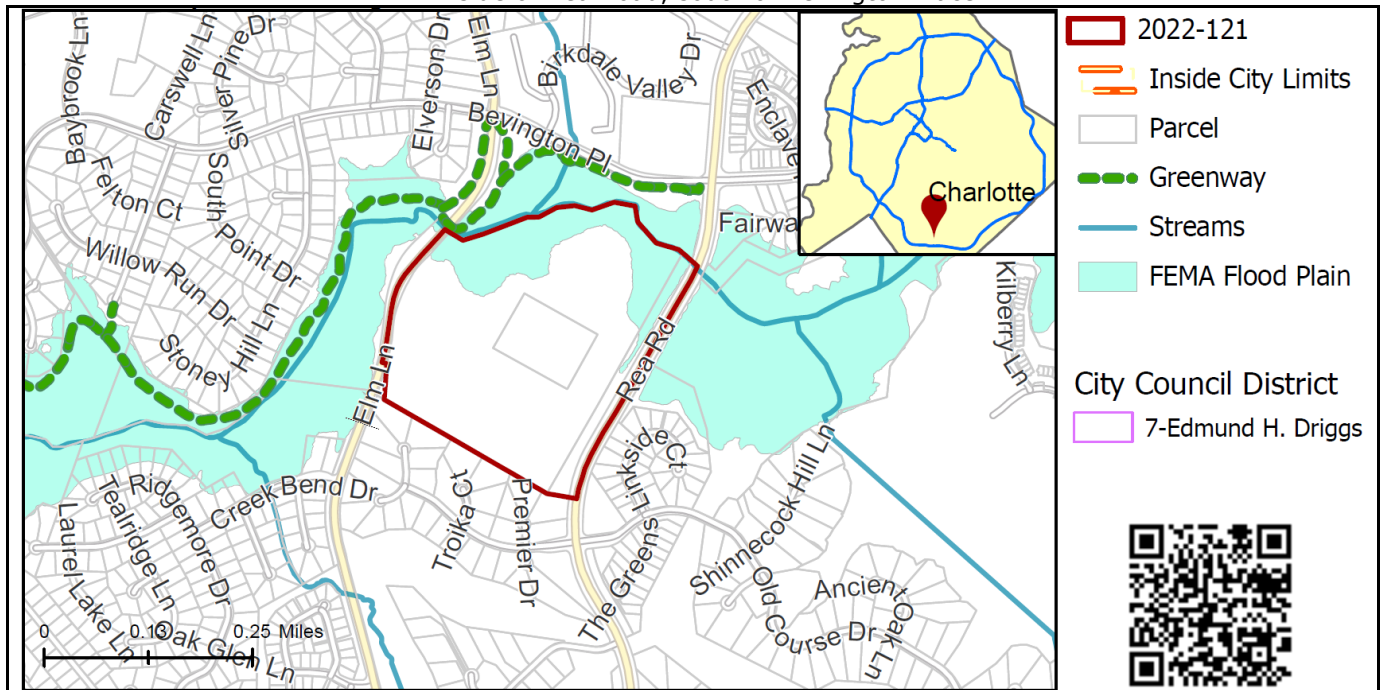 Baybrook Ln
Carswell Ln
Silver Pine Dr
Elverson Dr
Elm Ln
Birkdale Valley Dr
Enclave
Bevington Pl
Felton Ct
South Point Dr
Willow Run Dr
Stoney Hill Ln
Fairwa
Charlotte
Kilberry Ln
Elm Ln
Rea Rd
Linkside Ct
Creek Bend Dr
Ridgemore Dr
Tealridge Ln
Laurel Lake Ln
Oak Glen Ln
Troika Ct
Premier Dr
The Greens
Shinnecock Hill Ln
Old Course Dr
Ancient Oak Ln
0 0.13 0.25 Miles
2022-121
Inside City Limits
Parcel
Greenway
Streams
FEMA Flood Plain
City Council District
7-Edmund H. Driggs